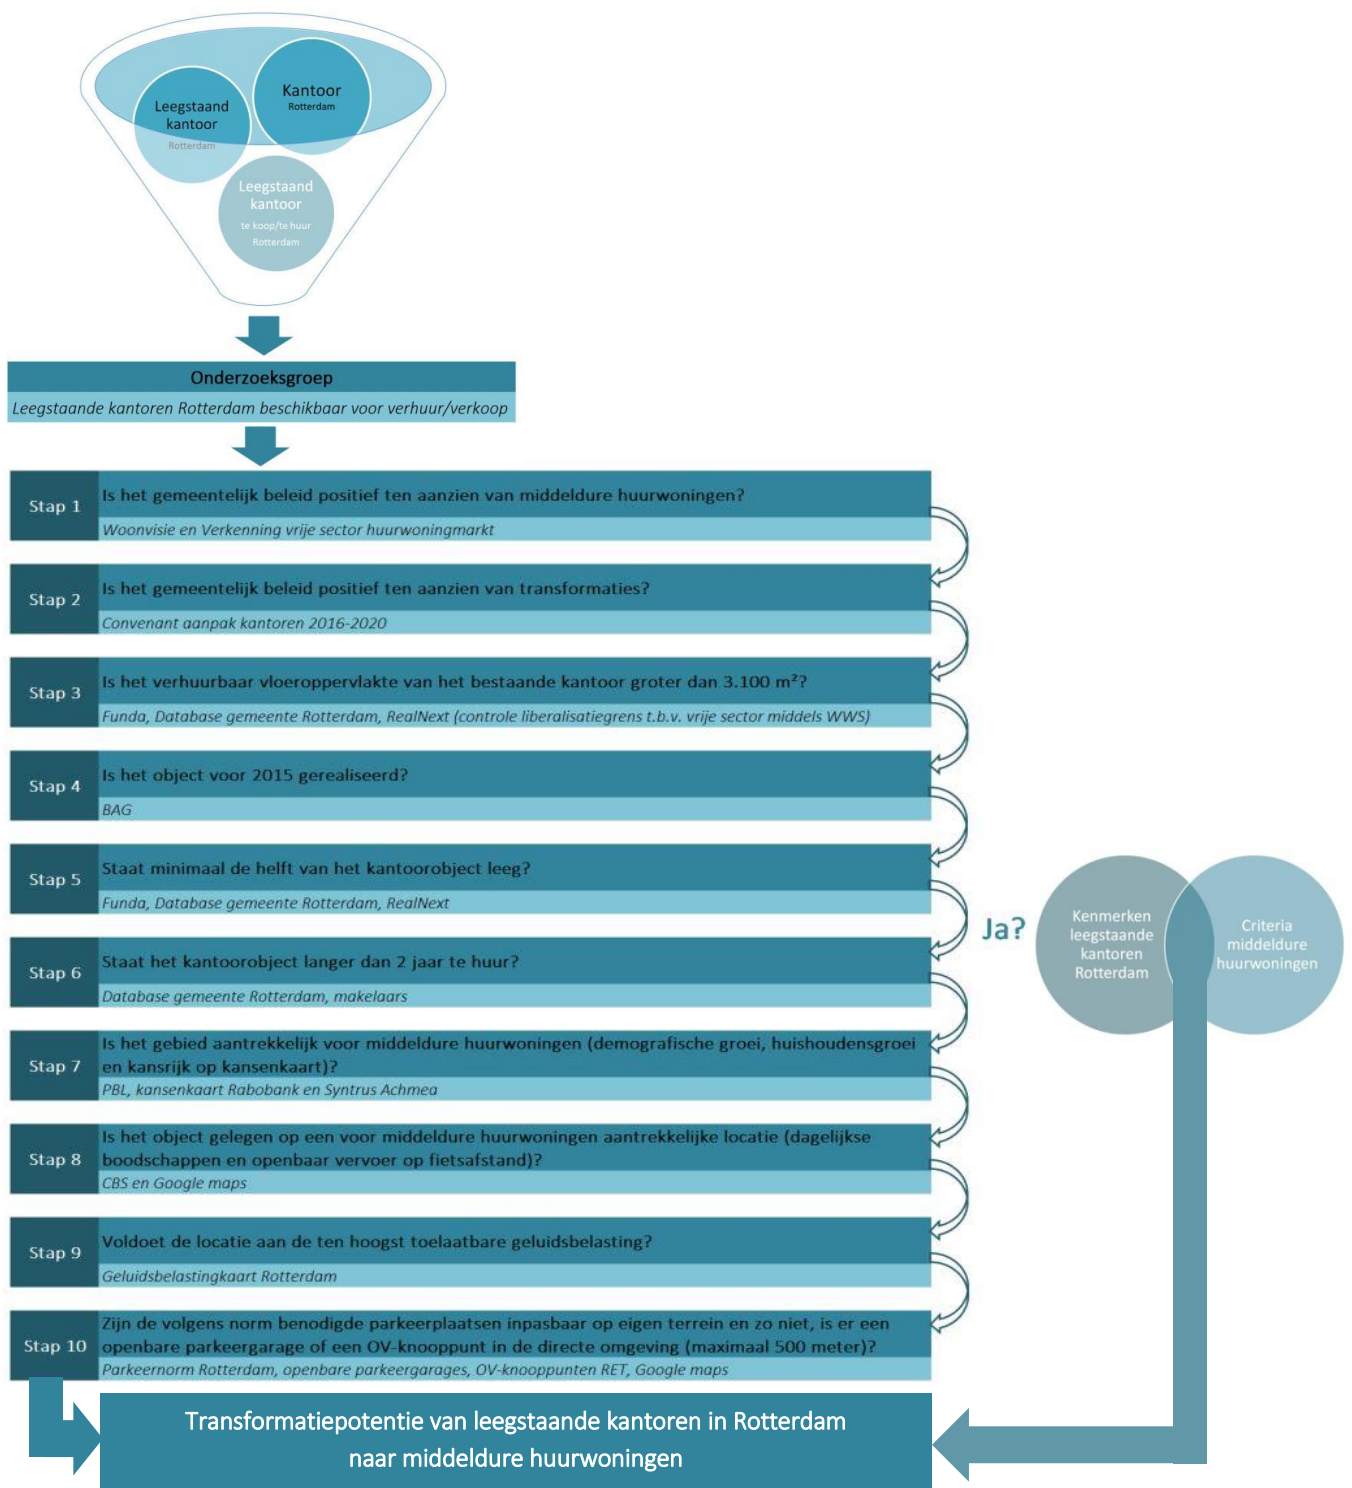 Kantoor
Rotterdam
Leegstaand
kantoor
Rotterdam
Leegstaand
kantoor
te koop/te huur
Rotterdam
Onderzoeksgroep
Leegstaande kantoren Rotterdam beschikbaar voor verhuur/verkoop
Stap 1
Is het gemeentelijk beleid positief ten aanzien van middeldure huurwoningen?
Woonvisie en Verkenning vrije sector huurwoningmarkt
Stap 2
Is het gemeentelijk beleid positief ten aanzien van transformaties?
Convenant aanpak kantoren 2016-2020
Stap 3
Is het verhuurbaar vloeroppervlakte van het bestaande kantoor groter dan 3.100 m²?
Funda, Database gemeente Rotterdam, RealNext (controle liberalisatiegrens t.b.v. vrije sector middels WWS)
Stap 4
Is het object voor 2015 gerealiseerd?
BAG
Stap 5
Staat minimaal de helft van het kantoorobject leeg?
Funda, Database gemeente Rotterdam, RealNext
Stap 6
Staat het kantoorobject langer dan 2 jaar te huur?
Database gemeente Rotterdam, makelaars
Stap 7
Is het gebied aantrekkelijk voor middeldure huurwoningen (demografische groei, huishoudensgroei
en kansrijk op kansenkaart)?
PBL, kansenkaart Rabobank en Syntrus Achmea
Stap 8
Is het object gelegen op een voor middeldure huurwoningen aantrekkelijke locatie (dagelijkse
boodschappen en openbaar vervoer op fietsafstand)?
CBS en Google maps
Stap 9
Voldoet de locatie aan de ten hoogst toelaatbare geluidsbelasting?
Geluidsbelastingkaart Rotterdam
Stap 10
Zijn de volgens norm benodigde parkeerplaatsen inpasbaar op eigen terrein en zo niet, is er een
openbare parkeergarage of een OV-knooppunt in de directe omgeving (maximaal 500 meter)?
Parkeernorm Rotterdam, openbare parkeergarages, OV-knooppunten RET, Google maps
Ja?
Kenmerken
leegstaande
kantoren
Rotterdam
Criteria
middeldure
huurwoningen
Transformatiepotentie van leegstaande kantoren in Rotterdam
naar middeldure huurwoningen